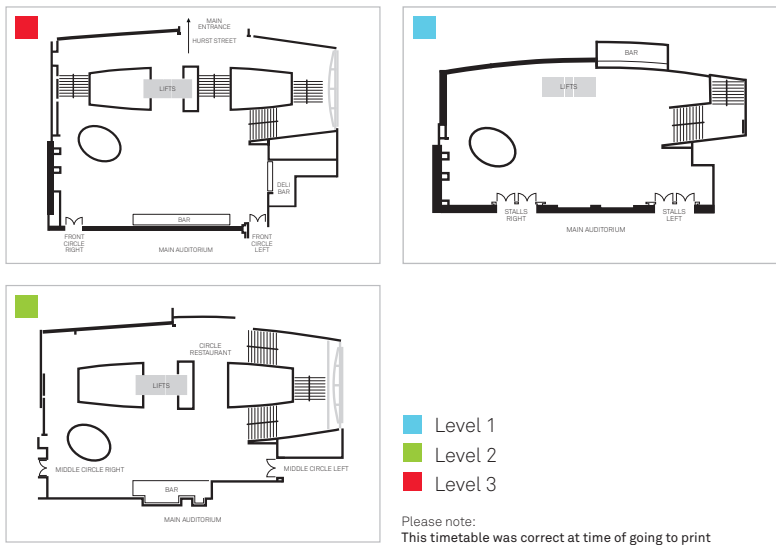 MAIN
ENTRANCE
HURST STREET
LIFTS
DELI
BAR
BAR
FRONT
CIRCLE
RIGHT
FRONT
CIRCLE
LEFT
MAIN AUDITORIUM
BAR
LIFTS
STALLS
RIGHT
STALLS
LEFT
MAIN AUDITORIUM
CIRCLE
RESTAURANT
LIFTS
MIDDLE CIRCLE RIGHT
MIDDLE CIRCLE LEFT
BAR
MAIN AUDITORIUM
Level 1
Level 2
Level 3
Please note:
This timetable was correct at time of going to print